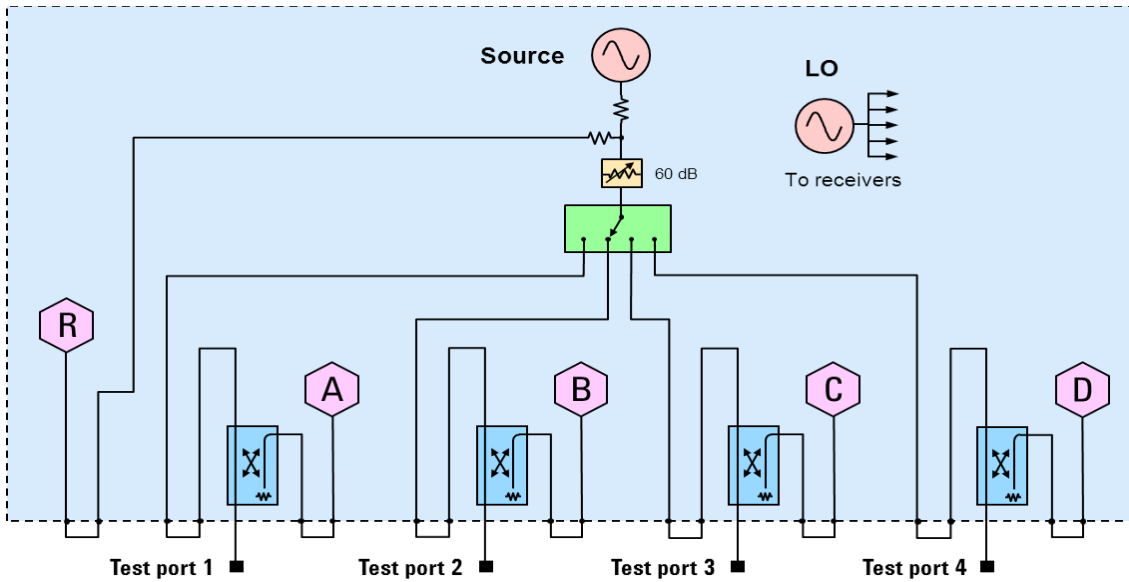 Source
LO
60 dB
To receivers
R
A
B
C
D
Test port 1
Test port 2
Test port 3
Test port 4